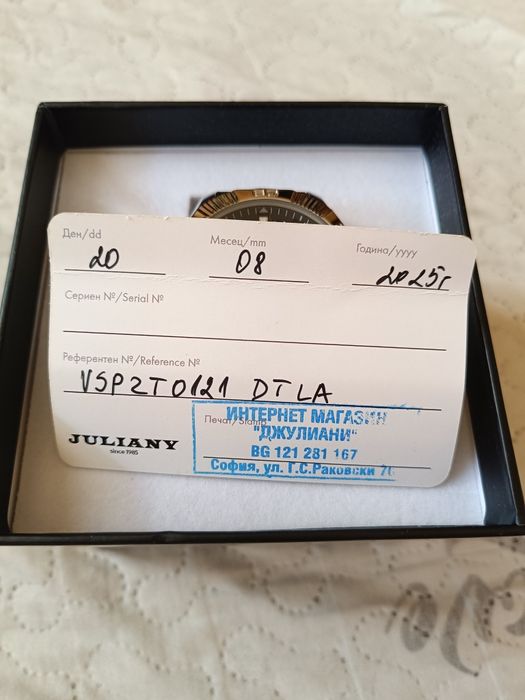 Ден/dd Месец/mm Година/yyyy
20 08 2025г
Сериен №/Serial №
Референтен №/Reference №
VSP2T0121 DTLA
Печат/Stamp
JULIANY
since 1985
ИНТЕРНЕТ МАГАЗИН
"ДЖУЛИАНИ"
BG 121 281 167
София, ул. Г.С.Раковски